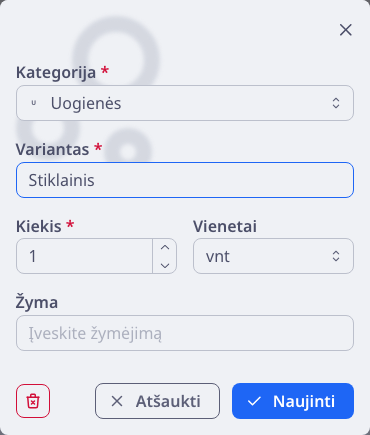 Kategorija *
U Uogienės
Variantas *
Stiklainis
Kiekis * Vienetai
1 vnt
Žyma
Įveskite žymėjimą
Atšaukti Naujinti